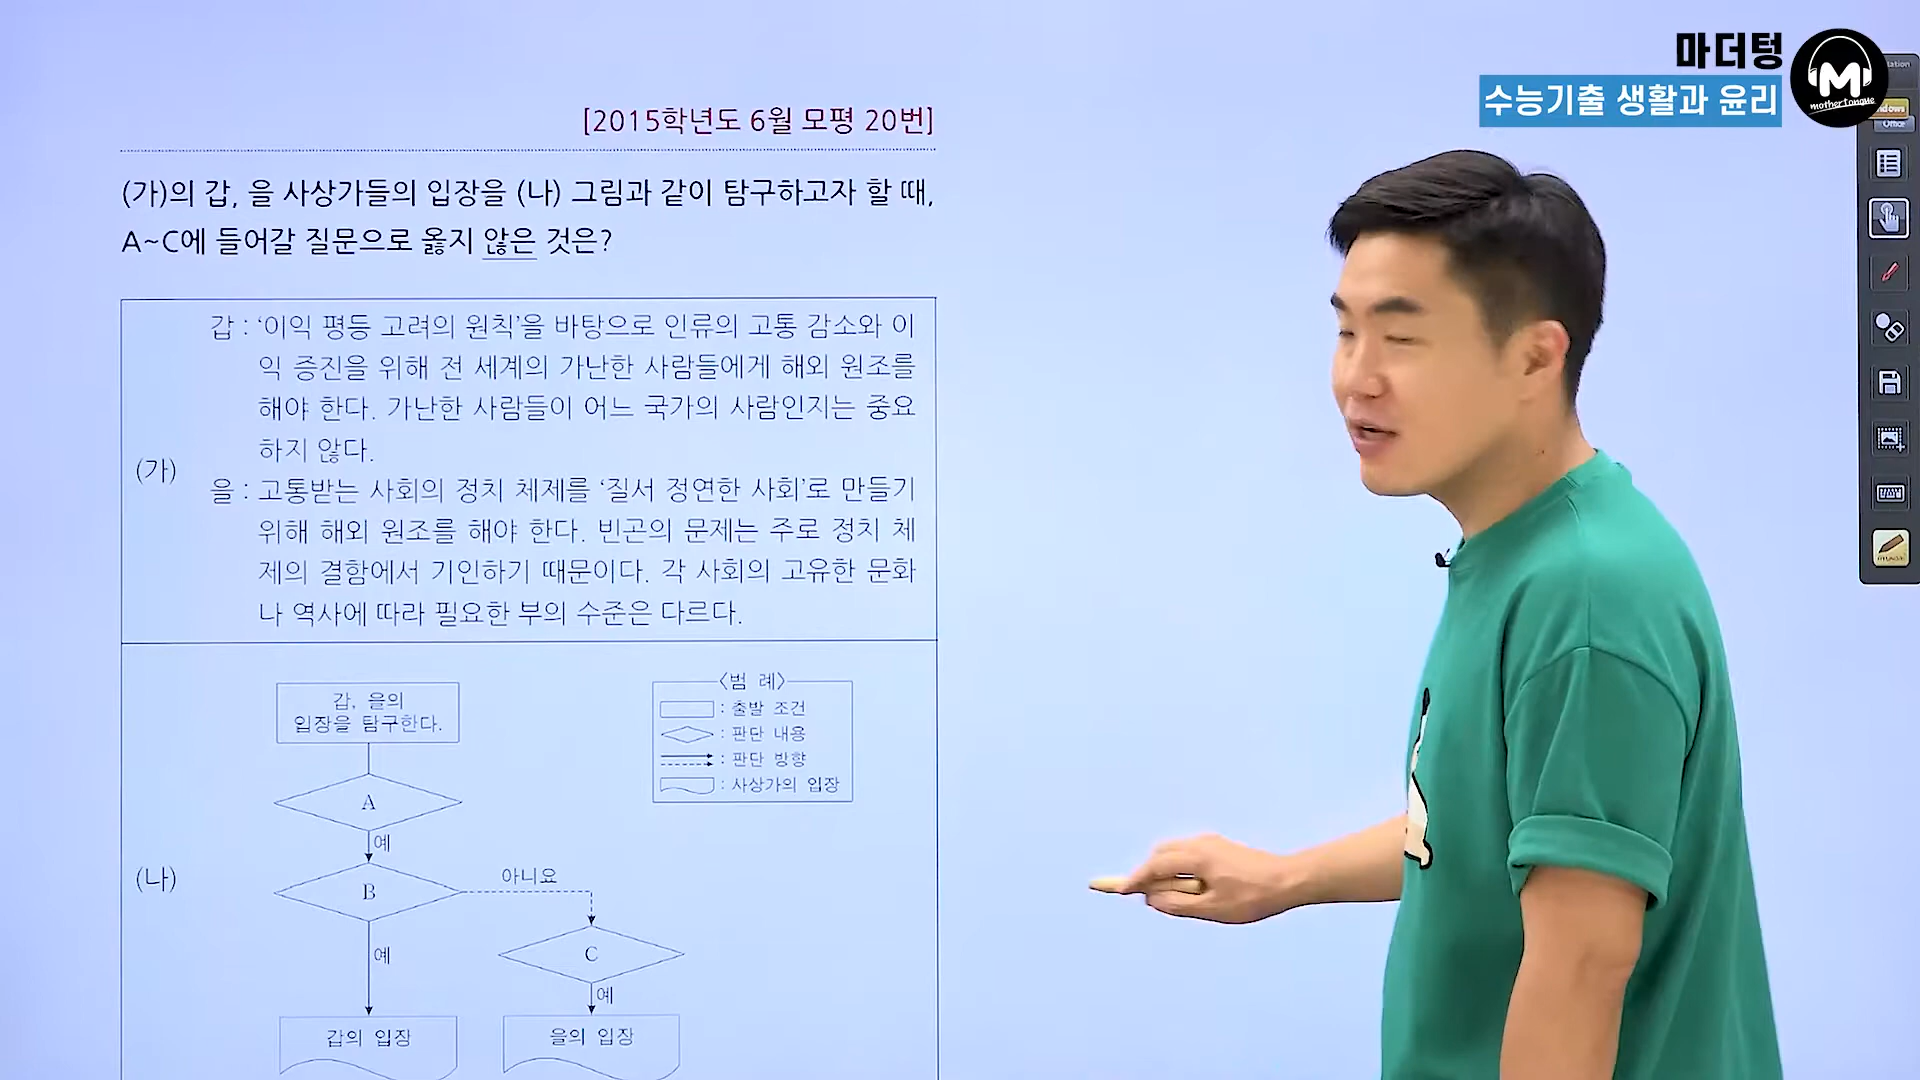 마더텅
수능기출 생활과 윤리
mothertongue
[2015학년도 6월 모평 20번]
(가)의 갑, 을 사상가들의 입장을 (나) 그림과 같이 탐구하고자 할 때,
A~C에 들어갈 질문으로 옳지 않은 것은?
(가)
갑 : ‘이익 평등 고려의 원칙’을 바탕으로 인류의 고통 감소와 이
익 증진을 위해 전 세계의 가난한 사람들에게 해외 원조를
해야 한다. 가난한 사람들이 어느 국가의 사람인지는 중요
하지 않다.
을 : 고통받는 사회의 정치 체제를 ‘질서 정연한 사회’로 만들기
위해 해외 원조를 해야 한다. 빈곤의 문제는 주로 정치 체
제의 결함에서 기인하기 때문이다. 각 사회의 고유한 문화
나 역사에 따라 필요한 부의 수준은 다르다.
(나)
갑, 을의
입장을 탐구한다.
<범 례>
: 출발 조건
: 판단 내용
: 판단 방향
: 사상가의 입장
A
예
B
아니요
예
C
예
갑의 입장
을의 입장